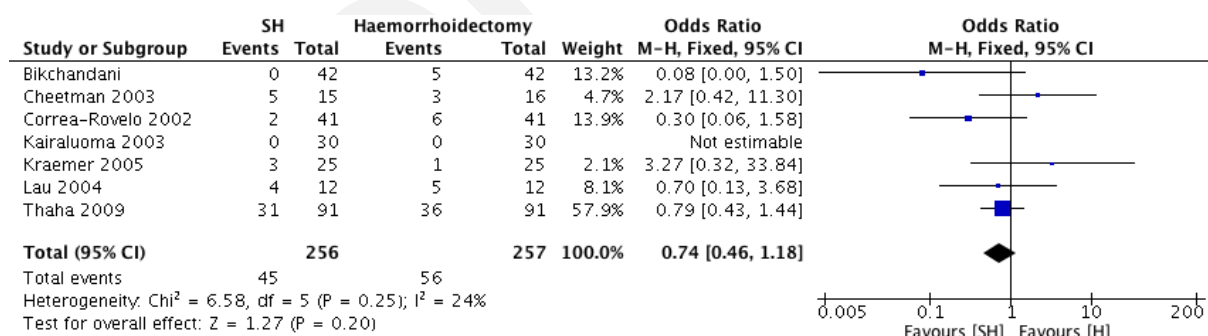 SH Haemorrhoidectomy Odds Ratio Odds Ratio
Study or Subgroup Events Total Events Total Weight M-H, Fixed, 95% CI M-H, Fixed, 95% CI
Bikchandani 0 42 5 42 13.2% 0.08 [0.00, 1.50]
Cheetman 2003 5 15 3 16 4.7% 2.17 [0.42, 11.30]
Correa-Rovelo 2002 2 41 6 41 13.9% 0.30 [0.06, 1.58]
Kairaluoma 2003 0 30 0 30 Not estimable
Kraemer 2005 3 25 1 25 2.1% 3.27 [0.32, 33.84]
Lau 2004 4 12 5 12 8.1% 0.70 [0.13, 3.68]
Thaha 2009 31 91 36 91 57.9% 0.79 [0.43, 1.44]
Total (95% CI) 256 257 100.0% 0.74 [0.46, 1.18]
Total events 45 56
Heterogeneity: Chi² = 6.58, df = 5 (P = 0.25); I² = 24%
Test for overall effect: Z = 1.27 (P = 0.20)
0.005 0.1 1 10 200
Favours [SH] Favours [H]